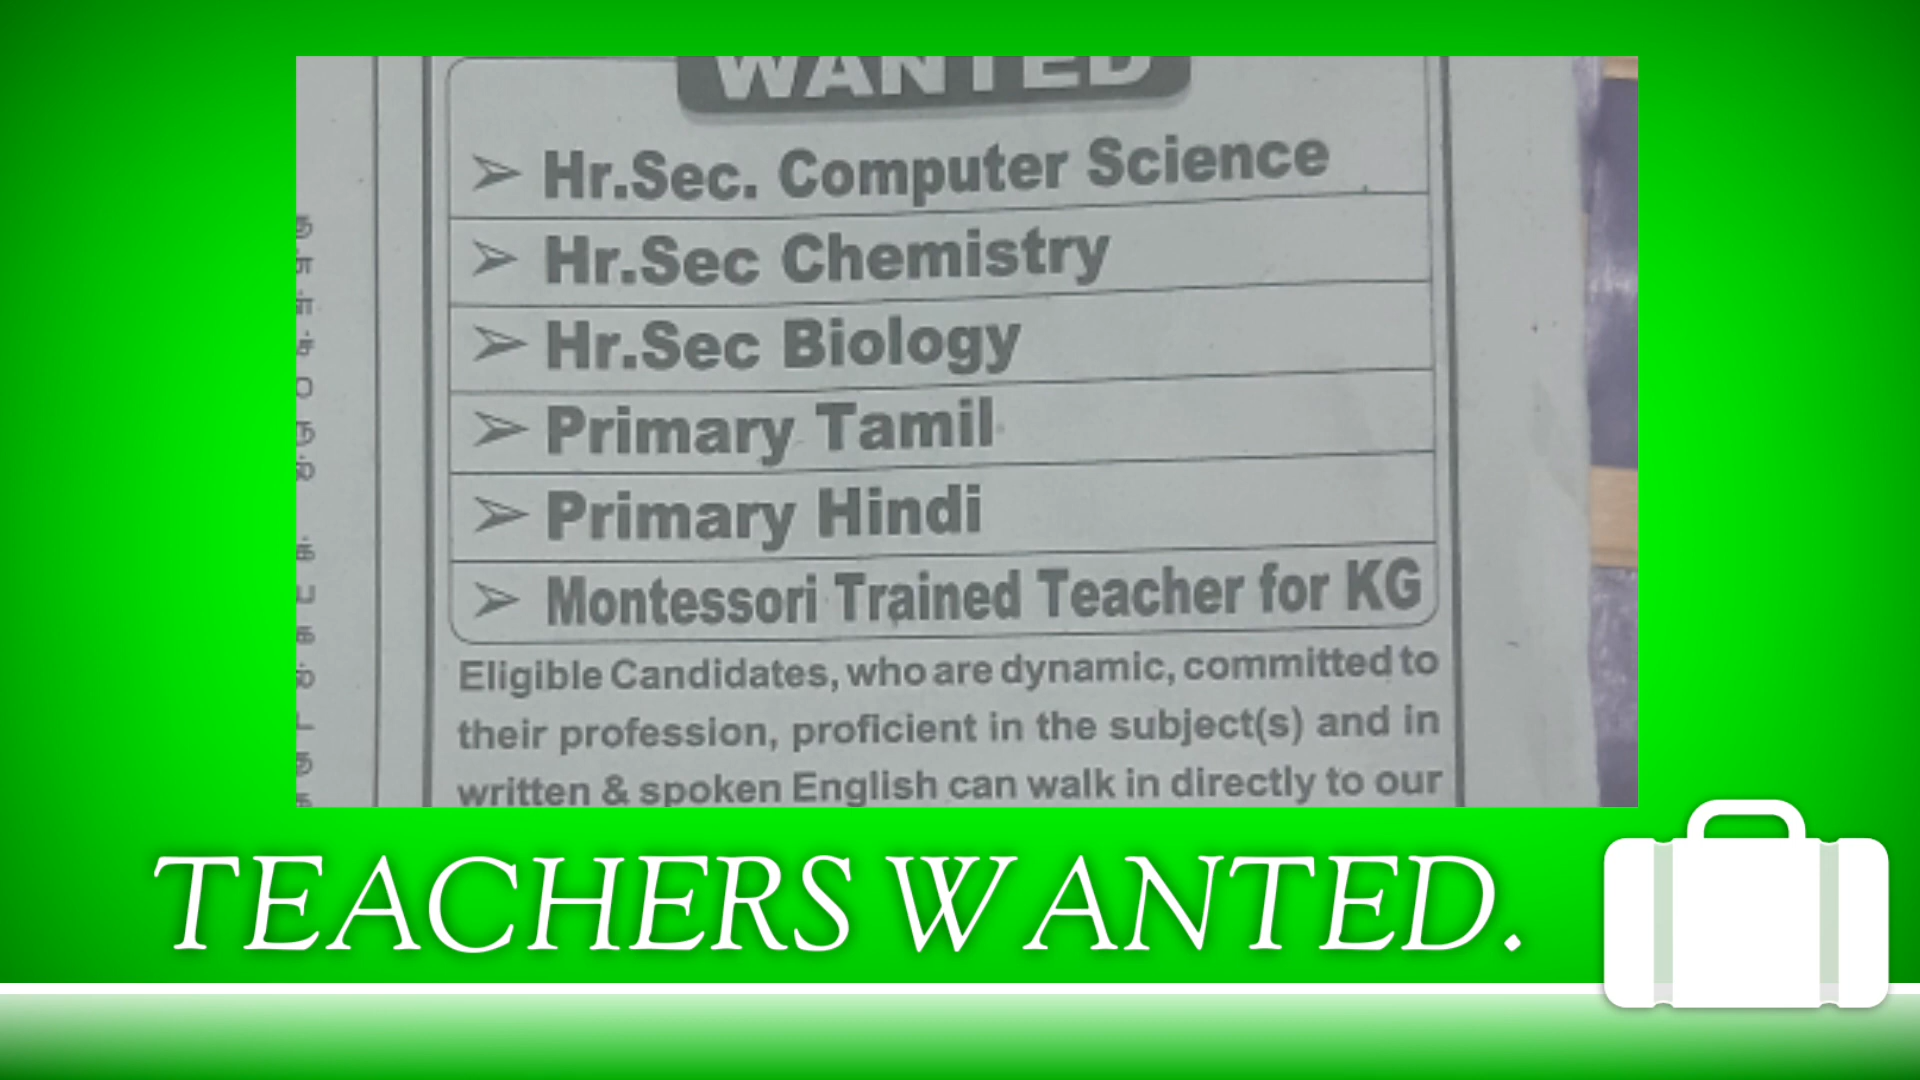 WANTED
➢ Hr.Sec. Computer Science
➢ Hr.Sec Chemistry
➢ Hr.Sec Biology
➢ Primary Tamil
➢ Primary Hindi
➢ Montessori Trained Teacher for KG
Eligible Candidates, who are dynamic, committed to
their profession, proficient in the subject(s) and in
written & spoken English can walk in directly to our
TEACHERS WANTED.